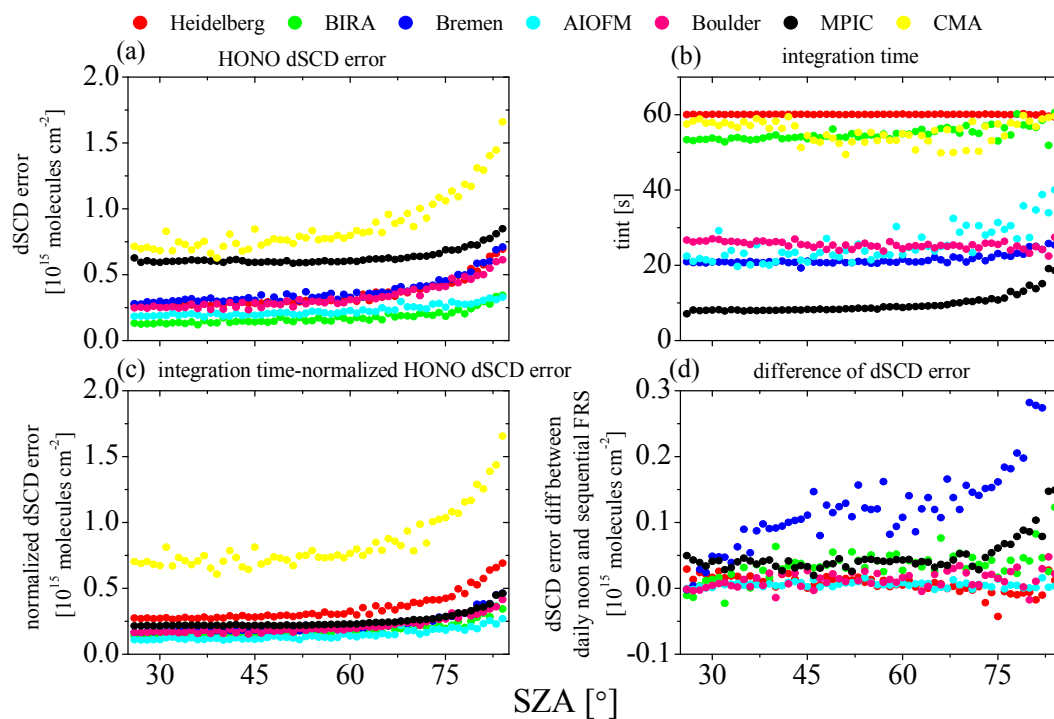 Heidelberg BIRA Bremen AIOFM Boulder MPIC CMA
(a) HONO dSCD error
2.0
1.5
1.0
0.5
0.0
dSCD error
[10¹⁵ molecules cm⁻²]
(b) integration time
60
40
20
0
tint [s]
(c) integration time-normalized HONO dSCD error
2.0
1.5
1.0
0.5
0.0
normalized dSCD error
[10¹⁵ molecules cm⁻²]
30 45 60 75
(d) difference of dSCD error
0.3
0.2
0.1
0.0
-0.1
dSCD error diff between
daily noon and sequential FRS
[10¹⁵ molecules cm⁻²]
30 45 60 75
SZA [°]